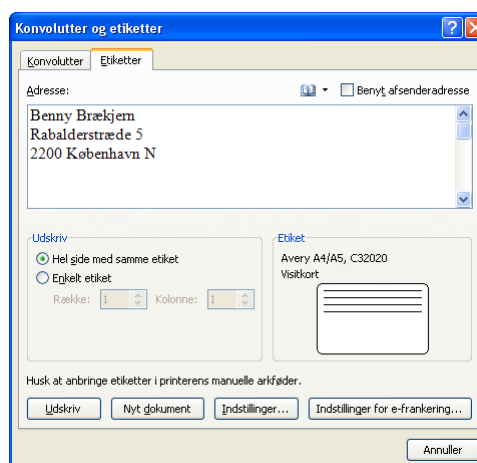 Konvolutter og etiketter
Konvolutter Etiketter
Adresse: Benyt afsenderadresse
Benny Brækjern
Rabalderstræde 5
2200 København N
Udskriv
Hel side med samme etiket
Enkelt etiket
Række: 1 Kolonne: 1
Etiket
Avery A4/A5, C32020
Visitkort
Husk at anbringe etiketter i printerens manuelle arkføder.
Udskriv Nyt dokument Indstillinger... Indstillinger for e-frankering...
Annuller